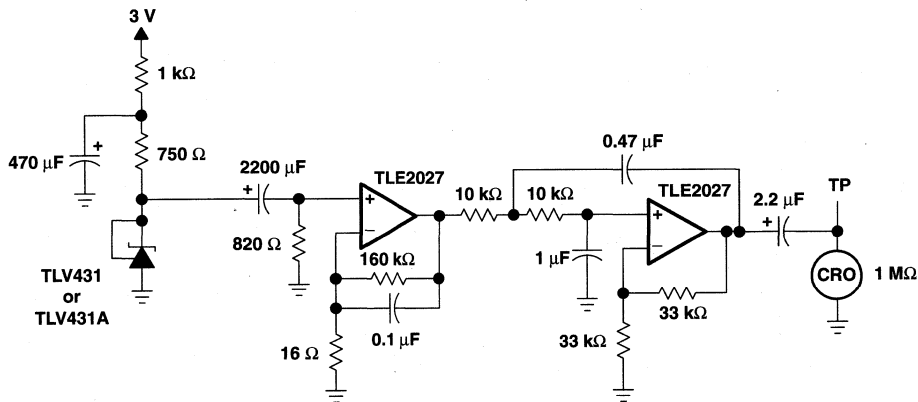 3 V
1 kΩ
470 μF
+
750 Ω
2200 μF
+
820 Ω
TLV431
or
TLV431A
TLE2027
+
−
160 kΩ
0.1 μF
16 Ω
10 kΩ
10 kΩ
0.47 μF
1 μF
TLE2027
+
−
33 kΩ
33 kΩ
2.2 μF
+
TP
CRO
1 MΩ